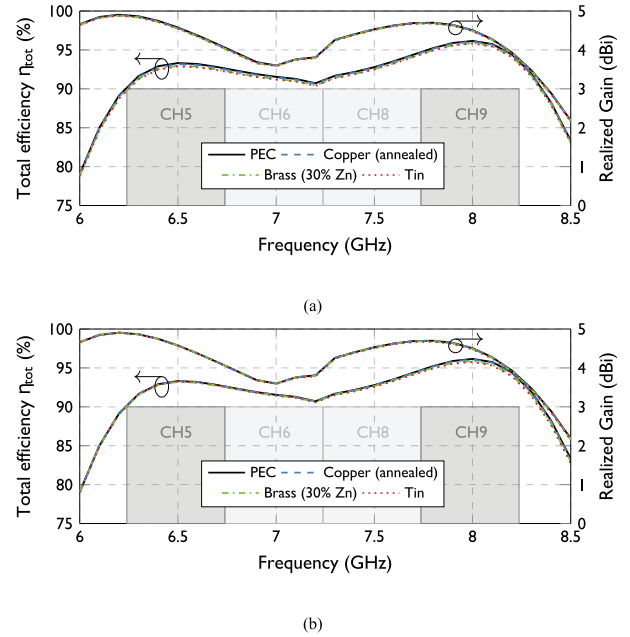 100
95
90
85
80
75
Total efficiency ηtot (%)
5
4
3
2
1
0
Realized Gain (dBi)
CH5
CH6
CH8
CH9
PEC
Copper (annealed)
Brass (30% Zn)
Tin
6
6.5
7
7.5
8
8.5
Frequency (GHz)
(a)
100
95
90
85
80
75
Total efficiency ηtot (%)
5
4
3
2
1
0
Realized Gain (dBi)
CH5
CH6
CH8
CH9
PEC
Copper (annealed)
Brass (30% Zn)
Tin
6
6.5
7
7.5
8
8.5
Frequency (GHz)
(b)